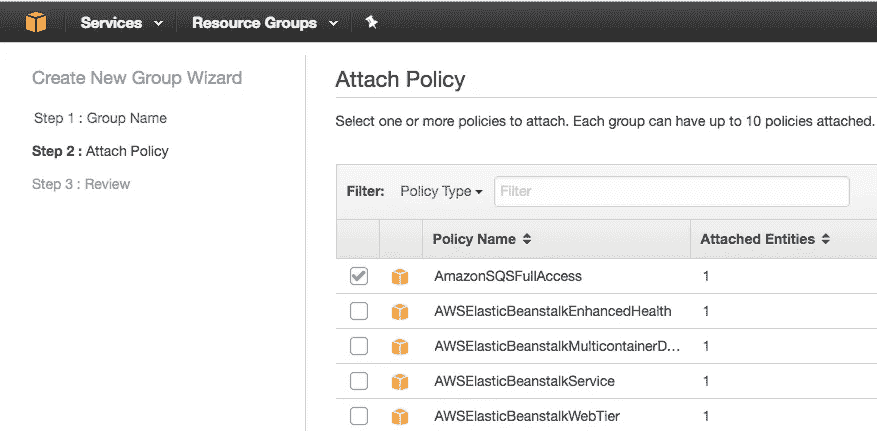 Services Resource Groups
Create New Group Wizard
Step 1 : Group Name
Step 2 : Attach Policy
Step 3 : Review
Attach Policy
Select one or more policies to attach. Each group can have up to 10 policies attached.
Filter: Policy Type Filter
Policy Name Attached Entities
AmazonSQSFullAccess 1
AWSElasticBeanstalkEnhancedHealth 1
AWSElasticBeanstalkMulticontainerD... 1
AWSElasticBeanstalkService 1
AWSElasticBeanstalkWebTier 1